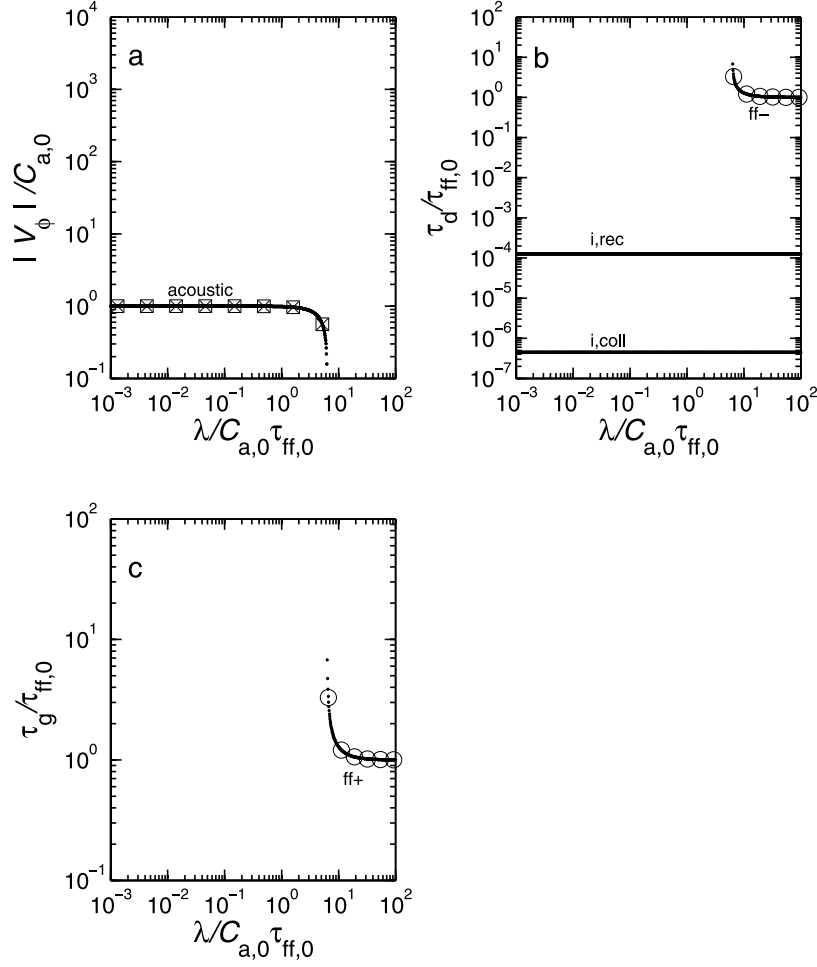 a
10^4
10^3
10^2
10^1
10^0
10^−1
| V_ϕ | /C_a,0
acoustic
10^−3 10^−2 10^−1 10^0 10^1 10^2
λ/C_a,0 τ_ff,0
b
10^2
10^1
10^0
10^−1
10^−2
10^−3
10^−4
10^−5
10^−6
10^−7
τ_d/τ_ff,0
ff−
i,rec
i,coll
10^−3 10^−2 10^−1 10^0 10^1 10^2
λ/C_a,0 τ_ff,0
c
10^2
10^1
10^0
10^−1
τ_g/τ_ff,0
ff+
10^−3 10^−2 10^−1 10^0 10^1 10^2
λ/C_a,0 τ_ff,0